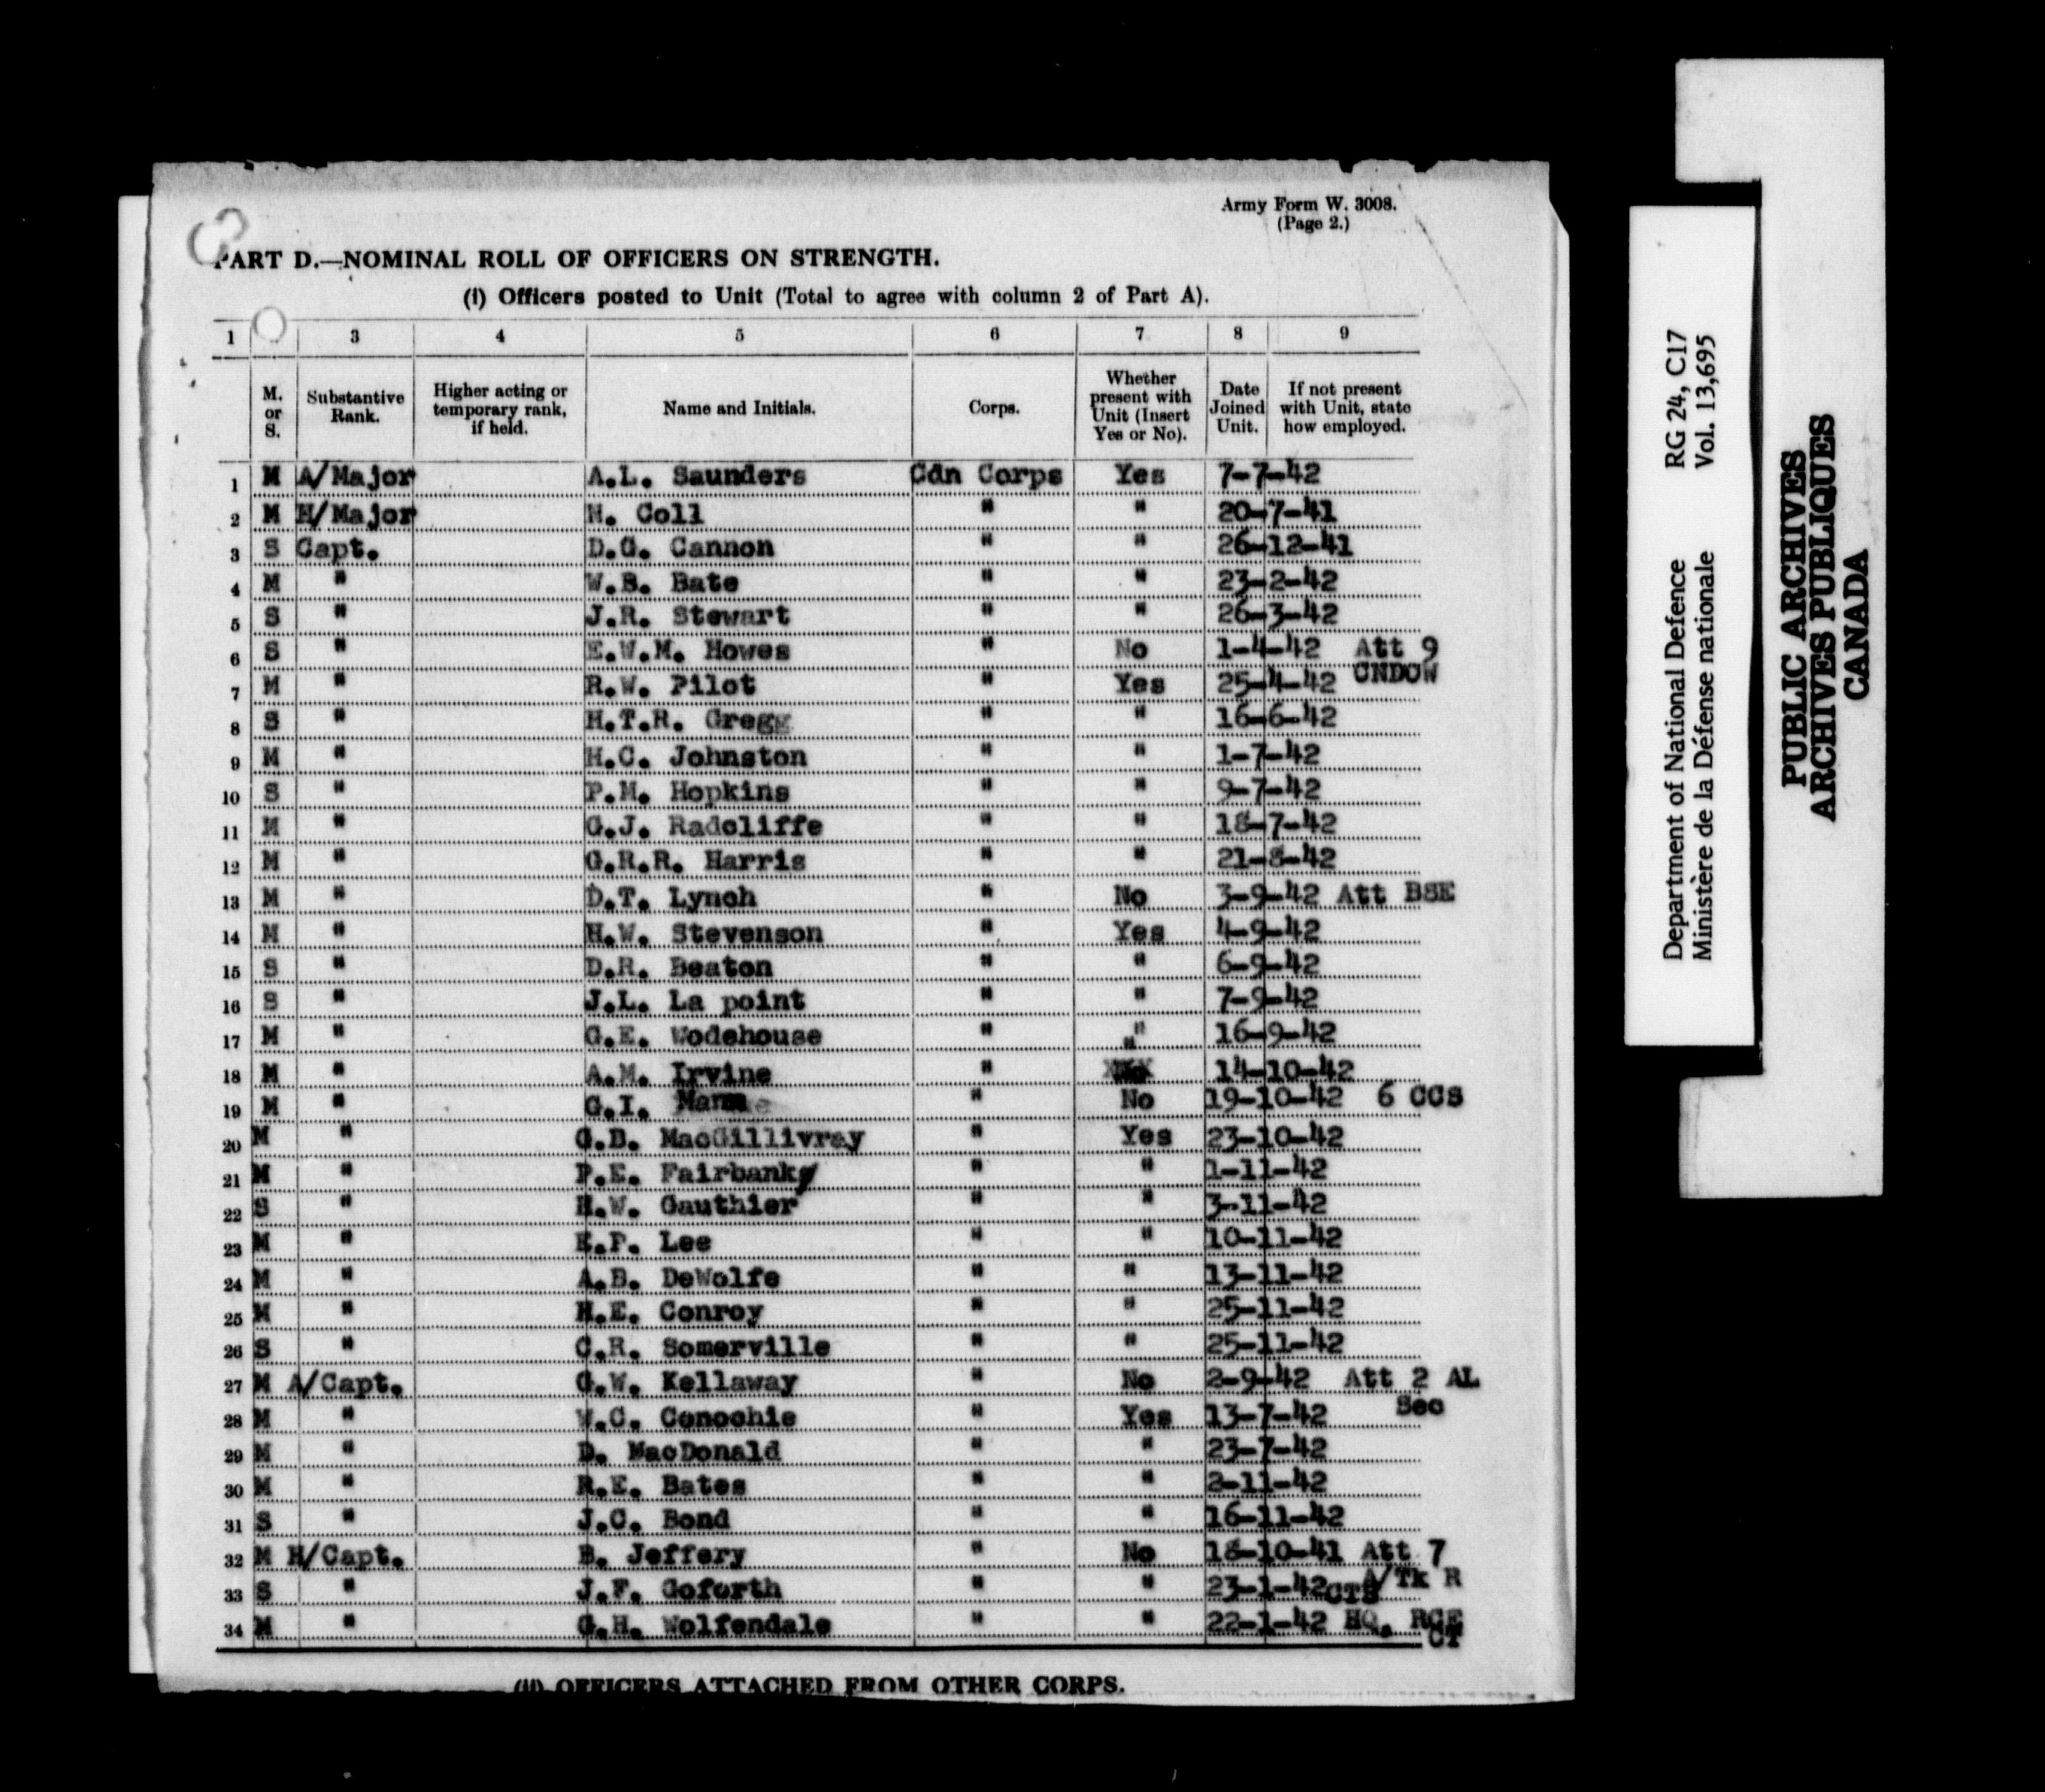 Army Form W. 3008.
(Page 2.)
PART D.—NOMINAL ROLL OF OFFICERS ON STRENGTH.
(i) Officers posted to Unit (Total to agree with column 2 of Part A).
1 3 4 5 6 7 8 9
M. or S. Substantive Rank. Higher acting or temporary rank, if held. Name and Initials. Corps. Whether present with Unit (Insert Yes or No). Date Joined Unit. If not present with Unit, state how employed.
1 M A/Major A.L. Saunders Cdn Corps Yes 7-7-42
2 M H/Major N. Coll " " 20-7-41
3 S Capt. D.G. Cannon " " 26-12-41
4 M " W.B. Bate " " 23-2-42
5 S " J.R. Stewart " " 26-3-42
6 S " E.W.M. Howes " No 1-4-42 Att 9
CNDCW
7 M " R.W. Pilot " Yes 25-4-42
8 S " H.T.R. Gregg " " 16-6-42
9 M " H.C. Johnston " " 1-7-42
10 S " P.M. Hopkins " " 9-7-42
11 M " G.J. Radcliffe " " 18-7-42
12 M " G.R.R. Harris " " 21-8-42
13 M " D.T. Lynch " No 3-9-42 Att BSE
14 M " H.W. Stevenson " Yes 4-9-42
15 S " D.R. Beaton " " 6-9-42
16 S " J.L. La point " " 7-9-42
17 M " G.E. Wodehouse " " 16-9-42
18 M " A.M. Irvine " " 14-10-42
19 M " G.I. " No 19-10-42 6 CCS
20 M " G.B. MacGillivray " Yes 23-10-42
21 M " P.E. Fairbank " " 1-11-42
22 S " H.W. Gauthier " " 3-11-42
23 M " E.P. Lee " " 10-11-42
24 M " A.B. DeWolfe " " 13-11-42
25 M " H.E. Conroy " " 25-11-42
26 S " C.R. Somerville " " 25-11-42
27 M A/Capt. G.W. Kellaway " No 2-9-42 Att 2 AL
Sec
28 M " W.C. Conochie " Yes 13-7-42
29 M " D. MacDonald " " 23-7-42
30 M " R.E. Bates " " 2-11-42
31 S " J.C. Bond " " 16-11-42
32 M H/Capt. B. Jeffery " No 18-10-41 Att 7
A/Tk R
33 S " J.F. Goforth " " 23-1-42 CTS
34 M " G.H. Wolfendale " " 22-1-42 HQ. RCE
CT
(ii) OFFICERS ATTACHED FROM OTHER CORPS.
Department of National Defence RG 24, C17
Ministère de la Défense nationale Vol. 13,695
PUBLIC ARCHIVES
ARCHIVES PUBLIQUES
CANADA